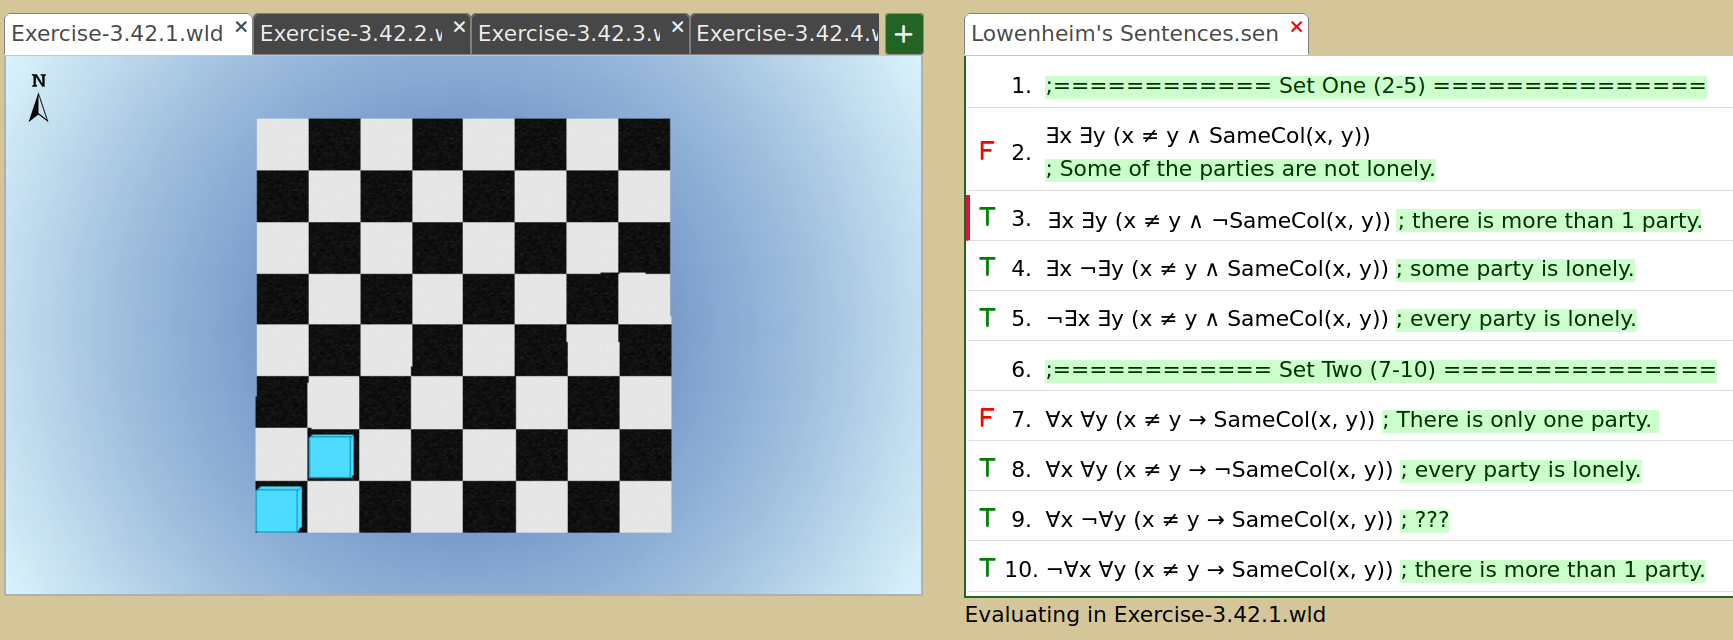 Exercise-3.42.1.wld × Exercise-3.42.2.v × Exercise-3.42.3.v × Exercise-3.42.4.v +
Lowenheim's Sentences.sen ×
N
1. ;============ Set One (2-5) ===============
F 2. ∃x ∃y (x ≠ y ∧ SameCol(x, y))
; Some of the parties are not lonely.
T 3. ∃x ∃y (x ≠ y ∧ ¬SameCol(x, y)) ; there is more than 1 party.
T 4. ∃x ¬∃y (x ≠ y ∧ SameCol(x, y)) ; some party is lonely.
T 5. ¬∃x ∃y (x ≠ y ∧ SameCol(x, y)) ; every party is lonely.
6. ;============ Set Two (7-10) ===============
F 7. ∀x ∀y (x ≠ y → SameCol(x, y)) ; There is only one party.
T 8. ∀x ∀y (x ≠ y → ¬SameCol(x, y)) ; every party is lonely.
T 9. ∀x ¬∀y (x ≠ y → SameCol(x, y)) ; ???
T 10. ¬∀x ∀y (x ≠ y → SameCol(x, y)) ; there is more than 1 party.
Evaluating in Exercise-3.42.1.wld